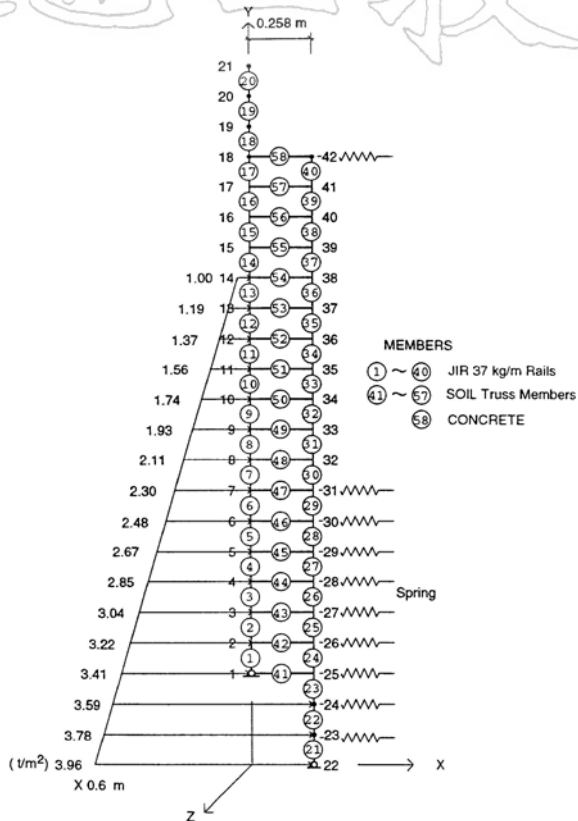 Y
0.258 m
21
20
20
19
19
18
18 58 42
17 40
17 57 41
16 39
16 56 40
15 38
15 55 39
14 37
1.00 14 54 38
13 36
1.19 13 53 37
12 35
1.37 12 52 36
MEMBERS
11 34
1 ~ 40 JIR 37 kg/m Rails
1.56 11 51 35
10 33
41 ~ 57 SOIL Truss Members
1.74 10 50 34
9 32
58 CONCRETE
1.93 9 49 33
8 31
2.11 8 48 32
7 30
2.30 7 47 31
6 29
2.48 6 46 30
5 28
2.67 5 45 29
4 27
2.85 4 44 28
3 26
Spring
3.04 3 43 27
2 25
3.22 2 42 26
1 24
3.41 1 41 25
23
3.59 24
22
3.78 23
21
(t/m²) 3.96 22 X
X 0.6 m
Z